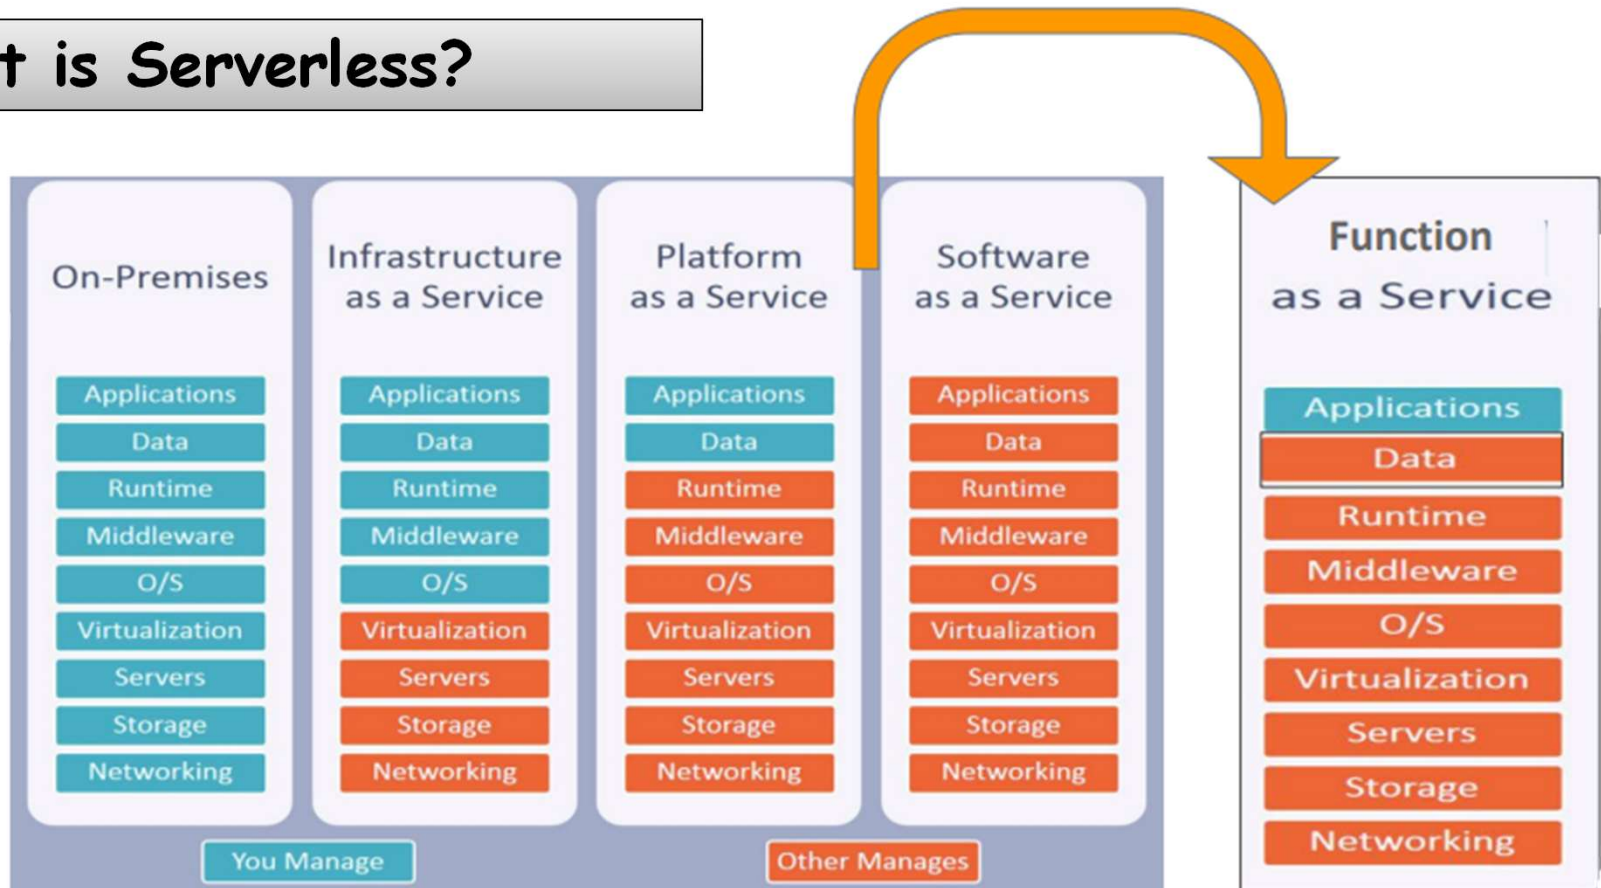 t is Serverless?
On-Premises
Applications
Data
Runtime
Middleware
O/S
Virtualization
Servers
Storage
Networking
Infrastructure
as a Service
Applications
Data
Runtime
Middleware
O/S
Virtualization
Servers
Storage
Networking
Platform
as a Service
Applications
Data
Runtime
Middleware
O/S
Virtualization
Servers
Storage
Networking
Software
as a Service
Applications
Data
Runtime
Middleware
O/S
Virtualization
Servers
Storage
Networking
You Manage
Other Manages
Function
as a Service
Applications
Data
Runtime
Middleware
O/S
Virtualization
Servers
Storage
Networking